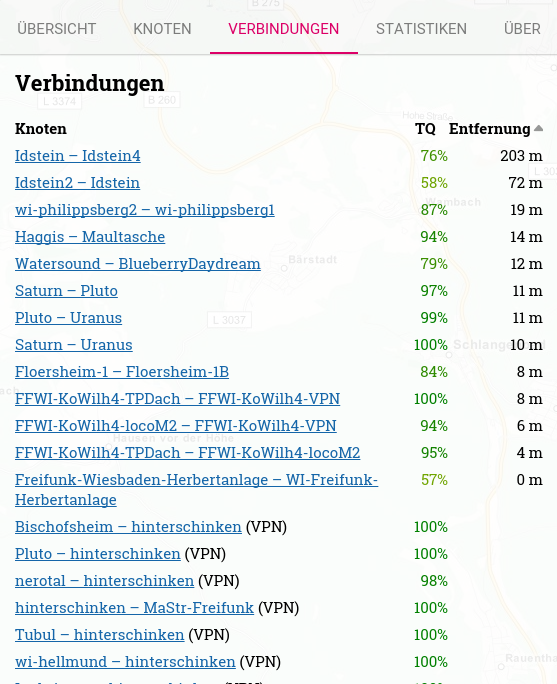 B 275
ÜBERSICHT KNOTEN VERBINDUNGEN STATISTIKEN ÜBER
Verbindungen
L 3374
B 260
Hohe Straße
Knoten TQ Entfernung
Idstein – Idstein4 76% 203 m
Idstein2 – Idstein 58% 72 m
wi-philippsberg2 – wi-philippsberg1 87% 19 m
Wambach
Haggis – Maultasche 94% 14 m
Watersound – BlueberryDaydream 79% 12 m
Bärstadt
Saturn – Pluto 97% 11 m
Pluto – Uranus 99% 11 m
L 3037
Saturn – Uranus 100% 10 m
Floersheim-1 – Floersheim-1B 84% 8 m
FFWI-KoWilh4-TPDach – FFWI-KoWilh4-VPN 100% 8 m
FFWI-KoWilh4-locoM2 – FFWI-KoWilh4-VPN 94% 6 m
Hausen vor der Höhe
FFWI-KoWilh4-TPDach – FFWI-KoWilh4-locoM2 95% 4 m
Freifunk-Wiesbaden-Herbertanlage – WI-Freifunk- 57% 0 m
Herbertanlage
Bischofsheim – hinterschinken (VPN) 100%
Pluto – hinterschinken (VPN) 100%
nerotal – hinterschinken (VPN) 98%
hinterschinken – MaStr-Freifunk (VPN) 100%
Tubul – hinterschinken (VPN) 100%
wi-hellmund – hinterschinken (VPN) 100%